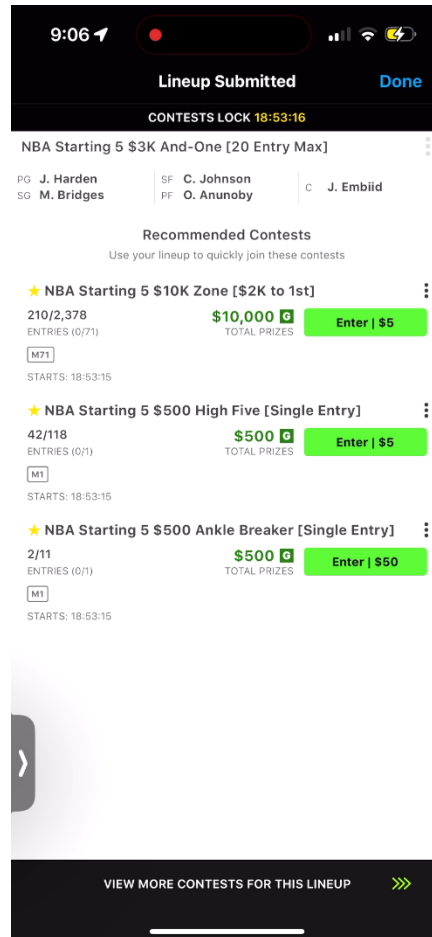 9:06
Lineup Submitted
Done
CONTESTS LOCK 18:53:16
NBA Starting 5 $3K And-One [20 Entry Max]
PG J. Harden SF C. Johnson C J. Embiid
SG M. Bridges PF O. Anunoby
Recommended Contests
Use your lineup to quickly join these contests
NBA Starting 5 $10K Zone [$2K to 1st]
210/2,378 $10,000 G Enter | $5
ENTRIES (0/71) TOTAL PRIZES
M71
STARTS: 18:53:15
NBA Starting 5 $500 High Five [Single Entry]
42/118 $500 G Enter | $5
ENTRIES (0/1) TOTAL PRIZES
M1
STARTS: 18:53:15
NBA Starting 5 $500 Ankle Breaker [Single Entry]
2/11 $500 G Enter | $50
ENTRIES (0/1) TOTAL PRIZES
M1
STARTS: 18:53:15
VIEW MORE CONTESTS FOR THIS LINEUP